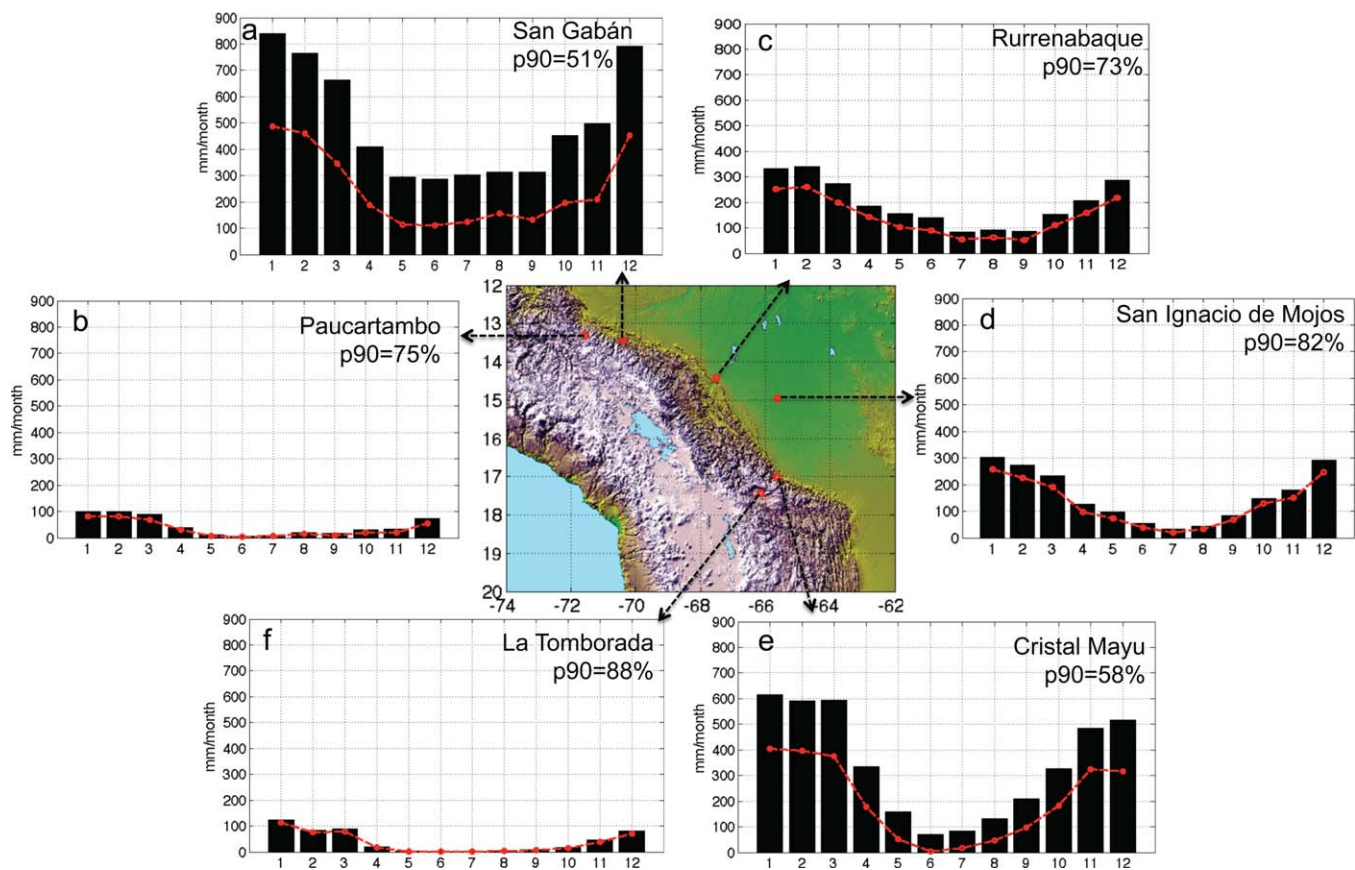 a
San Gabán
p90=51%
mm/month
900
800
700
600
500
400
300
200
100
0
1 2 3 4 5 6 7 8 9 10 11 12
c
Rurrenabaque
p90=73%
mm/month
900
800
700
600
500
400
300
200
100
0
1 2 3 4 5 6 7 8 9 10 11 12
b
Paucartambo
p90=75%
mm/month
900
800
700
600
500
400
300
200
100
0
1 2 3 4 5 6 7 8 9 10 11 12
12
13
14
15
16
17
18
19
20
-74 -72 -70 -68 -66 -64 -62
d
San Ignacio de Mojos
p90=82%
mm/month
900
800
700
600
500
400
300
200
100
0
1 2 3 4 5 6 7 8 9 10 11 12
f
La Tomborada
p90=88%
mm/month
900
800
700
600
500
400
300
200
100
0
1 2 3 4 5 6 7 8 9 10 11 12
e
Cristal Mayu
p90=58%
mm/month
900
800
700
600
500
400
300
200
100
0
1 2 3 4 5 6 7 8 9 10 11 12